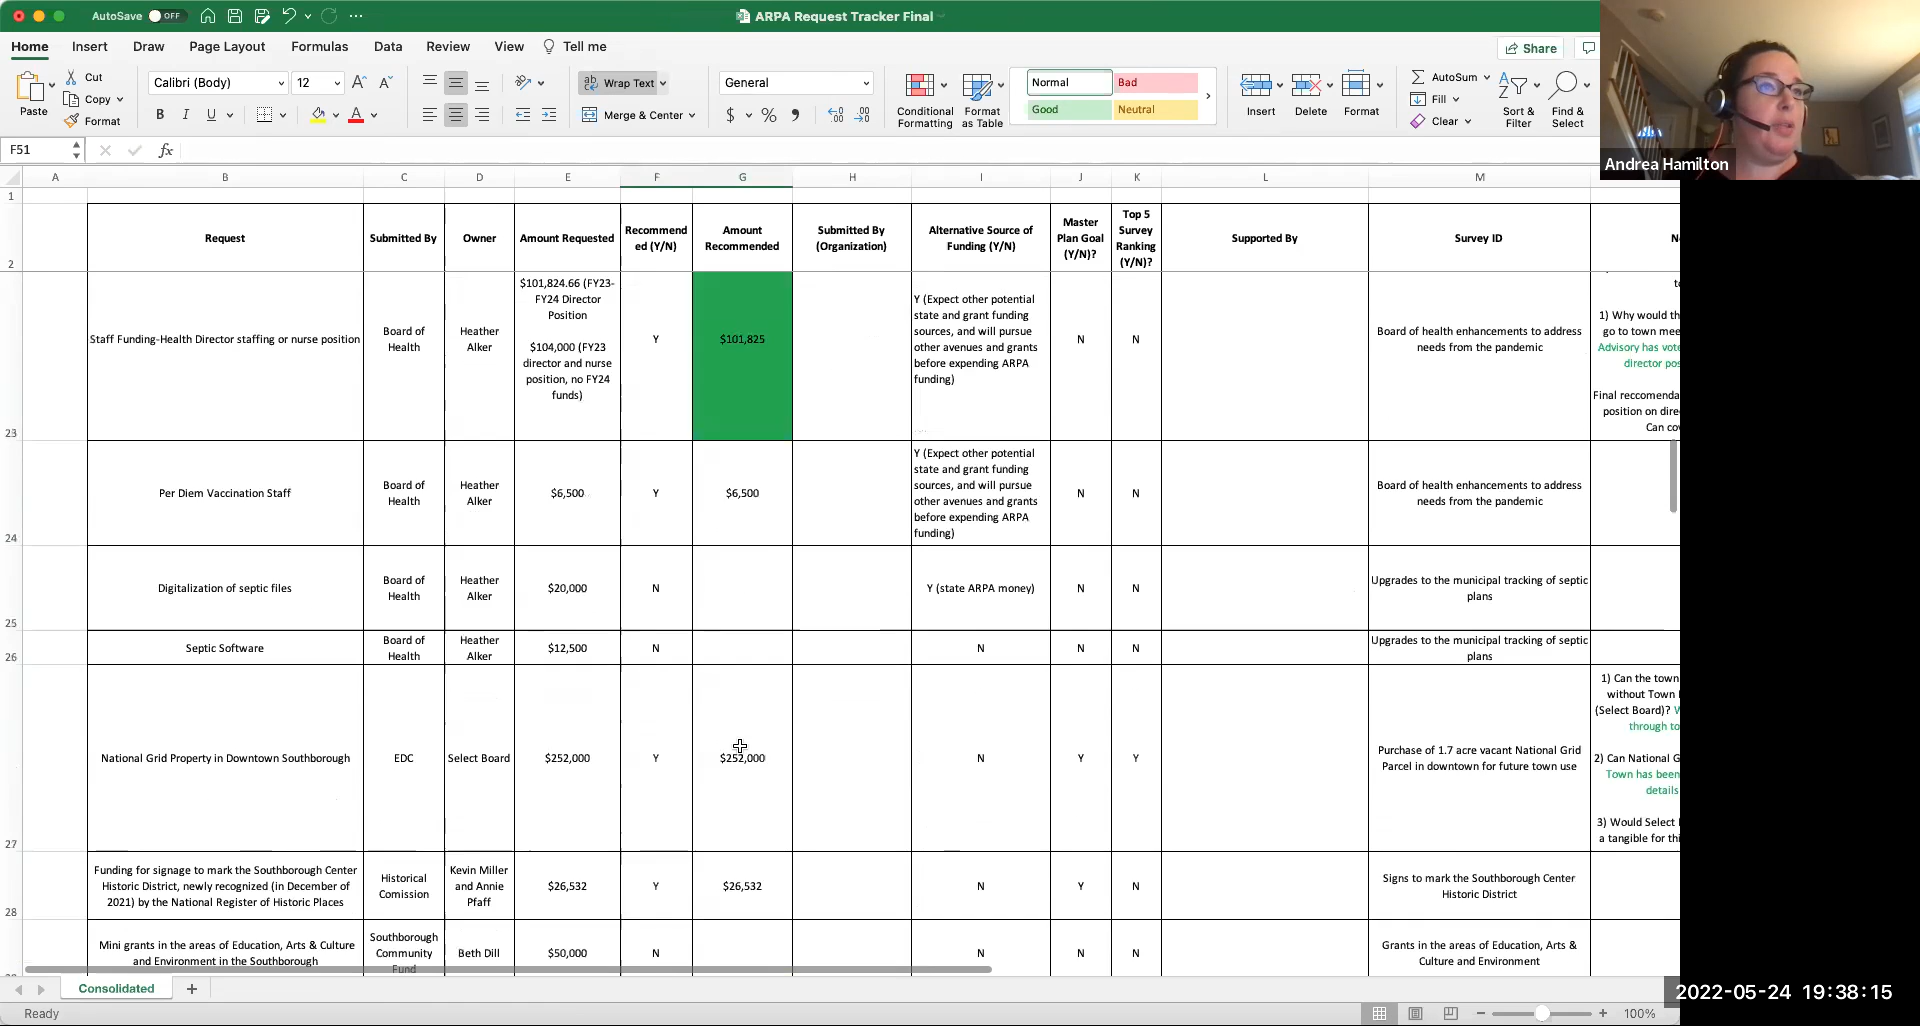 AutoSave OFF
ARPA Request Tracker Final
Home Insert Draw Page Layout Formulas Data Review View Tell me
Share
Paste
Cut
Copy
Format
Calibri (Body) 12
B I U
Wrap Text
Merge & Center
General
Conditional Formatting
Format as Table
Normal Bad
Good Neutral
Insert Delete Format
AutoSum
Fill
Clear
Sort & Filter
Find & Select
Andrea Hamilton
F51
fx
A B C D E F G H I J K L M
1
2
Request
Submitted By
Owner
Amount Requested
Recommend
ed (Y/N)
Amount
Recommended
Submitted By
(Organization)
Alternative Source of
Funding (Y/N)
Master
Plan Goal
(Y/N)?
Top 5
Survey
Ranking
(Y/N)?
Supported By
Survey ID
23
Staff Funding-Health Director staffing or nurse position
Board of
Health
Heather
Alker
$101,824.66 (FY23-
FY24 Director
Position
$104,000 (FY23
director and nurse
position, no FY24
funds)
Y
$101,825
Y (Expect other potential
state and grant funding
sources, and will pursue
other avenues and grants
before expending ARPA
funding)
N
N
Board of health enhancements to address
needs from the pandemic
1) Why would th
go to town mee
Advisory has vote
director pos
Final reccomenda
position on dire
Can cov
24
Per Diem Vaccination Staff
Board of
Health
Heather
Alker
$6,500
Y
$6,500
Y (Expect other potential
state and grant funding
sources, and will pursue
other avenues and grants
before expending ARPA
funding)
N
N
Board of health enhancements to address
needs from the pandemic
25
Digitalization of septic files
Board of
Health
Heather
Alker
$20,000
N
Y (state ARPA money)
N
N
Upgrades to the municipal tracking of septic
plans
26
Septic Software
Board of
Health
Heather
Alker
$12,500
N
N
N
N
Upgrades to the municipal tracking of septic
plans
27
National Grid Property in Downtown Southborough
EDC
Select Board
$252,000
Y
$252,000
N
Y
Y
Purchase of 1.7 acre vacant National Grid
Parcel in downtown for future town use
1) Can the town
without Town
(Select Board)?
through to
2) Can National G
Town has been
details
3) Would Select
a tangible for thi
28
Funding for signage to mark the Southborough Center
Historic District, newly recognized (in December of
2021) by the National Register of Historic Places
Historical
Comission
Kevin Miller
and Annie
Pfaff
$26,532
Y
$26,532
N
Y
N
Signs to mark the Southborough Center
Historic District
Mini grants in the areas of Education, Arts & Culture
and Environment in the Southborough
Southborough
Community
Fund
Beth Dill
$50,000
N
N
N
N
Grants in the areas of Education, Arts &
Culture and Environment
Consolidated
Ready
100%
2022-05-24 19:38:15